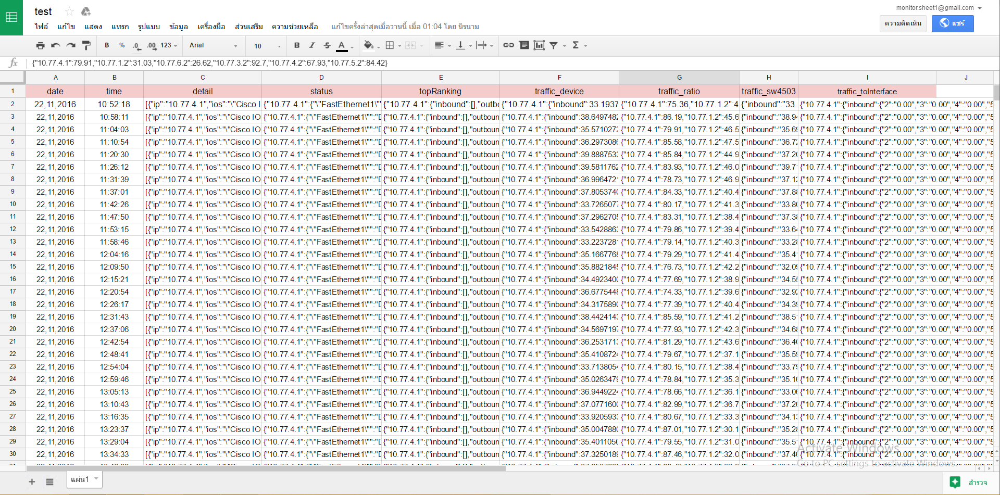 test
monitor.sheet1@gmail.com
ไฟล์ แก้ไข แสดง แทรก รูปแบบ ข้อมูล เครื่องมือ ส่วนเสริม ความช่วยเหลือ แก้ไขครั้งล่าสุดเมื่อวานนี้ เมื่อ 01:04 โดย นิรนาม
ความคิดเห็น แชร์
B % .0 .00 123 Arial 10 B I S A Σ
fx {"10.77.4.1":79.91,"10.77.1.2":31.03,"10.77.6.2":26.62,"10.77.3.2":92.7,"10.77.4.2":67.93,"10.77.5.2":84.42}
A B C D E F G H I J
1 date time detail status topRanking traffic_device traffic_ratio traffic_sw4503 traffic_toInterface
2 22,11,2016 10:52:18 [{"ip":"10.77.4.1","ios":"\"Cisco I {"10.77.4.1":{"\"FastEthernet1\" {"10.77.4.1":{"inbound":[],"outbo {"10.77.4.1":{"inbound":33.1937 {"10.77.4.1":75.36,"10.77.1.2":4 {"inbound":"33. {"10.77.4.1":{"inbound":{"2":"0.00","3":"0.00","4":"0.00","5
3 22,11,2016 10:58:11 [{"ip":"10.77.4.1","ios":"\"Cisco IO {"10.77.4.1":{"\"FastEthernet1\"":"D {"10.77.4.1":{"inbound":[],"outboun {"10.77.4.1":{"inbound":38.6497482 {"10.77.4.1":86.19,"10.77.1.2":45.6 {"inbound":"38.94 {"10.77.4.1":{"inbound":{"2":"0.00","3":"0.00","4":"0.00","5
4 22,11,2016 11:04:03 [{"ip":"10.77.4.1","ios":"\"Cisco IO {"10.77.4.1":{"\"FastEthernet1\"":"D {"10.77.4.1":{"inbound":[],"outboun {"10.77.4.1":{"inbound":35.5710272 {"10.77.4.1":79.91,"10.77.1.2":46.5 {"inbound":"35.69 {"10.77.4.1":{"inbound":{"2":"0.00","3":"0.00","4":"0.00","5
5 22,11,2016 11:10:54 [{"ip":"10.77.4.1","ios":"\"Cisco IO {"10.77.4.1":{"\"FastEthernet1\"":"D {"10.77.4.1":{"inbound":[],"outboun {"10.77.4.1":{"inbound":36.2973086 {"10.77.4.1":85.58,"10.77.1.2":47.5 {"inbound":"36.72 {"10.77.4.1":{"inbound":{"2":"0.00","3":"0.00","4":"0.00","5
6 22,11,2016 11:20:30 [{"ip":"10.77.4.1","ios":"\"Cisco IO {"10.77.4.1":{"\"FastEthernet1\"":"D {"10.77.4.1":{"inbound":[],"outboun {"10.77.4.1":{"inbound":39.8887533 {"10.77.4.1":85.84,"10.77.1.2":44.9 {"inbound":"37.20 {"10.77.4.1":{"inbound":{"2":"0.00","3":"0.00","4":"0.00","5
7 22,11,2016 11:26:12 [{"ip":"10.77.4.1","ios":"\"Cisco IO {"10.77.4.1":{"\"FastEthernet1\"":"D {"10.77.4.1":{"inbound":[],"outboun {"10.77.4.1":{"inbound":39.5811762 {"10.77.4.1":83.93,"10.77.1.2":46.0 {"inbound":"39.71 {"10.77.4.1":{"inbound":{"2":"0.00","3":"0.00","4":"0.00","5
8 22,11,2016 11:31:39 [{"ip":"10.77.4.1","ios":"\"Cisco IO {"10.77.4.1":{"\"FastEthernet1\"":"D {"10.77.4.1":{"inbound":[],"outboun {"10.77.4.1":{"inbound":36.9964721 {"10.77.4.1":78.73,"10.77.1.2":46.9 {"inbound":"37.12 {"10.77.4.1":{"inbound":{"2":"0.00","3":"0.00","4":"0.00","5
9 22,11,2016 11:37:01 [{"ip":"10.77.4.1","ios":"\"Cisco IO {"10.77.4.1":{"\"FastEthernet1\"":"D {"10.77.4.1":{"inbound":[],"outboun {"10.77.4.1":{"inbound":37.8053740 {"10.77.4.1":84.33,"10.77.1.2":40.4 {"inbound":"37.88 {"10.77.4.1":{"inbound":{"2":"0.00","3":"0.00","4":"0.00","5
10 22,11,2016 11:42:26 [{"ip":"10.77.4.1","ios":"\"Cisco IO {"10.77.4.1":{"\"FastEthernet1\"":"D {"10.77.4.1":{"inbound":[],"outboun {"10.77.4.1":{"inbound":33.7265077 {"10.77.4.1":80.17,"10.77.1.2":41.3 {"inbound":"33.80 {"10.77.4.1":{"inbound":{"2":"0.00","3":"0.00","4":"0.00","5
11 22,11,2016 11:47:50 [{"ip":"10.77.4.1","ios":"\"Cisco IO {"10.77.4.1":{"\"FastEthernet1\"":"D {"10.77.4.1":{"inbound":[],"outboun {"10.77.4.1":{"inbound":37.2962705 {"10.77.4.1":83.31,"10.77.1.2":38.4 {"inbound":"37.38 {"10.77.4.1":{"inbound":{"2":"0.00","3":"0.00","4":"0.00","5
12 22,11,2016 11:53:15 [{"ip":"10.77.4.1","ios":"\"Cisco IO {"10.77.4.1":{"\"FastEthernet1\"":"D {"10.77.4.1":{"inbound":[],"outboun {"10.77.4.1":{"inbound":33.5428863 {"10.77.4.1":79.86,"10.77.1.2":39.4 {"inbound":"33.64 {"10.77.4.1":{"inbound":{"2":"0.00","3":"0.00","4":"0.00","5
13 22,11,2016 11:58:46 [{"ip":"10.77.4.1","ios":"\"Cisco IO {"10.77.4.1":{"\"FastEthernet1\"":"D {"10.77.4.1":{"inbound":[],"outboun {"10.77.4.1":{"inbound":33.2237281 {"10.77.4.1":79.14,"10.77.1.2":40.3 {"inbound":"33.28 {"10.77.4.1":{"inbound":{"2":"0.00","3":"0.00","4":"0.00","5
14 22,11,2016 12:04:16 [{"ip":"10.77.4.1","ios":"\"Cisco IO {"10.77.4.1":{"\"FastEthernet1\"":"D {"10.77.4.1":{"inbound":[],"outboun {"10.77.4.1":{"inbound":35.1667768 {"10.77.4.1":79.29,"10.77.1.2":41.4 {"inbound":"35.41 {"10.77.4.1":{"inbound":{"2":"0.00","3":"0.00","4":"0.00","5
15 22,11,2016 12:09:50 [{"ip":"10.77.4.1","ios":"\"Cisco IO {"10.77.4.1":{"\"FastEthernet1\"":"D {"10.77.4.1":{"inbound":[],"outboun {"10.77.4.1":{"inbound":35.8821845 {"10.77.4.1":76.73,"10.77.1.2":42.2 {"inbound":"32.09 {"10.77.4.1":{"inbound":{"2":"0.00","3":"0.00","4":"0.00","5
16 22,11,2016 12:15:21 [{"ip":"10.77.4.1","ios":"\"Cisco IO {"10.77.4.1":{"\"FastEthernet1\"":"D {"10.77.4.1":{"inbound":[],"outboun {"10.77.4.1":{"inbound":34.4923400 {"10.77.4.1":77.69,"10.77.1.2":38.9 {"inbound":"34.55 {"10.77.4.1":{"inbound":{"2":"0.00","3":"0.00","4":"0.00","5
17 22,11,2016 12:20:54 [{"ip":"10.77.4.1","ios":"\"Cisco IO {"10.77.4.1":{"\"FastEthernet1\"":"D {"10.77.4.1":{"inbound":[],"outboun {"10.77.4.1":{"inbound":36.6775448 {"10.77.4.1":74.33,"10.77.1.2":39.6 {"inbound":"32.92 {"10.77.4.1":{"inbound":{"2":"0.00","3":"0.00","4":"0.00","5
18 22,11,2016 12:26:17 [{"ip":"10.77.4.1","ios":"\"Cisco IO {"10.77.4.1":{"\"FastEthernet1\"":"D {"10.77.4.1":{"inbound":[],"outboun {"10.77.4.1":{"inbound":34.3175890 {"10.77.4.1":77.39,"10.77.1.2":40.4 {"inbound":"34.39 {"10.77.4.1":{"inbound":{"2":"0.00","3":"0.00","4":"0.00","5
19 22,11,2016 12:31:43 [{"ip":"10.77.4.1","ios":"\"Cisco IO {"10.77.4.1":{"\"FastEthernet1\"":"D {"10.77.4.1":{"inbound":[],"outboun {"10.77.4.1":{"inbound":38.4424143 {"10.77.4.1":85.59,"10.77.1.2":41.2 {"inbound":"38.51 {"10.77.4.1":{"inbound":{"2":"0.00","3":"0.00","4":"0.00","5
20 22,11,2016 12:37:06 [{"ip":"10.77.4.1","ios":"\"Cisco IO {"10.77.4.1":{"\"FastEthernet1\"":"D {"10.77.4.1":{"inbound":[],"outboun {"10.77.4.1":{"inbound":34.5697197 {"10.77.4.1":77.93,"10.77.1.2":42.3 {"inbound":"34.68 {"10.77.4.1":{"inbound":{"2":"0.00","3":"0.00","4":"0.00","5
21 22,11,2016 12:42:54 [{"ip":"10.77.4.1","ios":"\"Cisco IO {"10.77.4.1":{"\"FastEthernet1\"":"D {"10.77.4.1":{"inbound":[],"outboun {"10.77.4.1":{"inbound":36.2531713 {"10.77.4.1":81.29,"10.77.1.2":43.6 {"inbound":"36.40 {"10.77.4.1":{"inbound":{"2":"0.00","3":"0.00","4":"0.00","5
22 22,11,2016 12:48:41 [{"ip":"10.77.4.1","ios":"\"Cisco IO {"10.77.4.1":{"\"FastEthernet1\"":"D {"10.77.4.1":{"inbound":[],"outboun {"10.77.4.1":{"inbound":35.4108724 {"10.77.4.1":79.67,"10.77.1.2":37.1 {"inbound":"35.59 {"10.77.4.1":{"inbound":{"2":"0.00","3":"0.00","4":"0.00","5
23 22,11,2016 12:54:04 [{"ip":"10.77.4.1","ios":"\"Cisco IO {"10.77.4.1":{"\"FastEthernet1\"":"D {"10.77.4.1":{"inbound":[],"outboun {"10.77.4.1":{"inbound":33.7138054 {"10.77.4.1":80.15,"10.77.1.2":38.4 {"inbound":"33.79 {"10.77.4.1":{"inbound":{"2":"0.00","3":"0.00","4":"0.00","5
24 22,11,2016 12:59:46 [{"ip":"10.77.4.1","ios":"\"Cisco IO {"10.77.4.1":{"\"FastEthernet1\"":"D {"10.77.4.1":{"inbound":[],"outboun {"10.77.4.1":{"inbound":35.0263479 {"10.77.4.1":78.84,"10.77.1.2":35.3 {"inbound":"35.16 {"10.77.4.1":{"inbound":{"2":"0.00","3":"0.00","4":"0.00","5
25 22,11,2016 13:05:13 [{"ip":"10.77.4.1","ios":"\"Cisco IO {"10.77.4.1":{"\"FastEthernet1\"":"D {"10.77.4.1":{"inbound":[],"outboun {"10.77.4.1":{"inbound":36.9449224 {"10.77.4.1":78.66,"10.77.1.2":36.1 {"inbound":"33.06 {"10.77.4.1":{"inbound":{"2":"0.00","3":"0.00","4":"0.00","5
26 22,11,2016 13:10:43 [{"ip":"10.77.4.1","ios":"\"Cisco IO {"10.77.4.1":{"\"FastEthernet1\"":"D {"10.77.4.1":{"inbound":[],"outboun {"10.77.4.1":{"inbound":37.0771600 {"10.77.4.1":82.99,"10.77.1.2":36.7 {"inbound":"37.26 {"10.77.4.1":{"inbound":{"2":"0.00","3":"0.00","4":"0.00","5
27 22,11,2016 13:16:35 [{"ip":"10.77.4.1","ios":"\"Cisco IO {"10.77.4.1":{"\"FastEthernet1\"":"D {"10.77.4.1":{"inbound":[],"outboun {"10.77.4.1":{"inbound":33.9205933 {"10.77.4.1":80.67,"10.77.1.2":33.3 {"inbound":"34.13 {"10.77.4.1":{"inbound":{"2":"0.00","3":"0.00","4":"0.00","5
28 22,11,2016 13:23:37 [{"ip":"10.77.4.1","ios":"\"Cisco IO {"10.77.4.1":{"\"FastEthernet1\"":"D {"10.77.4.1":{"inbound":[],"outboun {"10.77.4.1":{"inbound":35.0047880 {"10.77.4.1":87.01,"10.77.1.2":30.1 {"inbound":"35.28 {"10.77.4.1":{"inbound":{"2":"0.00","3":"0.00","4":"0.00","5
29 22,11,2016 13:29:04 [{"ip":"10.77.4.1","ios":"\"Cisco IO {"10.77.4.1":{"\"FastEthernet1\"":"D {"10.77.4.1":{"inbound":[],"outboun {"10.77.4.1":{"inbound":35.4011050 {"10.77.4.1":79.55,"10.77.1.2":31.0 {"inbound":"35.51 {"10.77.4.1":{"inbound":{"2":"0.00","3":"0.00","4":"0.00","5
30 22,11,2016 13:34:33 [{"ip":"10.77.4.1","ios":"\"Cisco IO {"10.77.4.1":{"\"FastEthernet1\"":"D {"10.77.4.1":{"inbound":[],"outboun {"10.77.4.1":{"inbound":37.3250189 {"10.77.4.1":87.46,"10.77.1.2":32.0 {"inbound":"37.46 {"10.77.4.1":{"inbound":{"2":"0.00","3":"0.00","4":"0.00","5
Activate Windows
Go to PC settings to activate Windows.
แผ่น1 สำรวจ